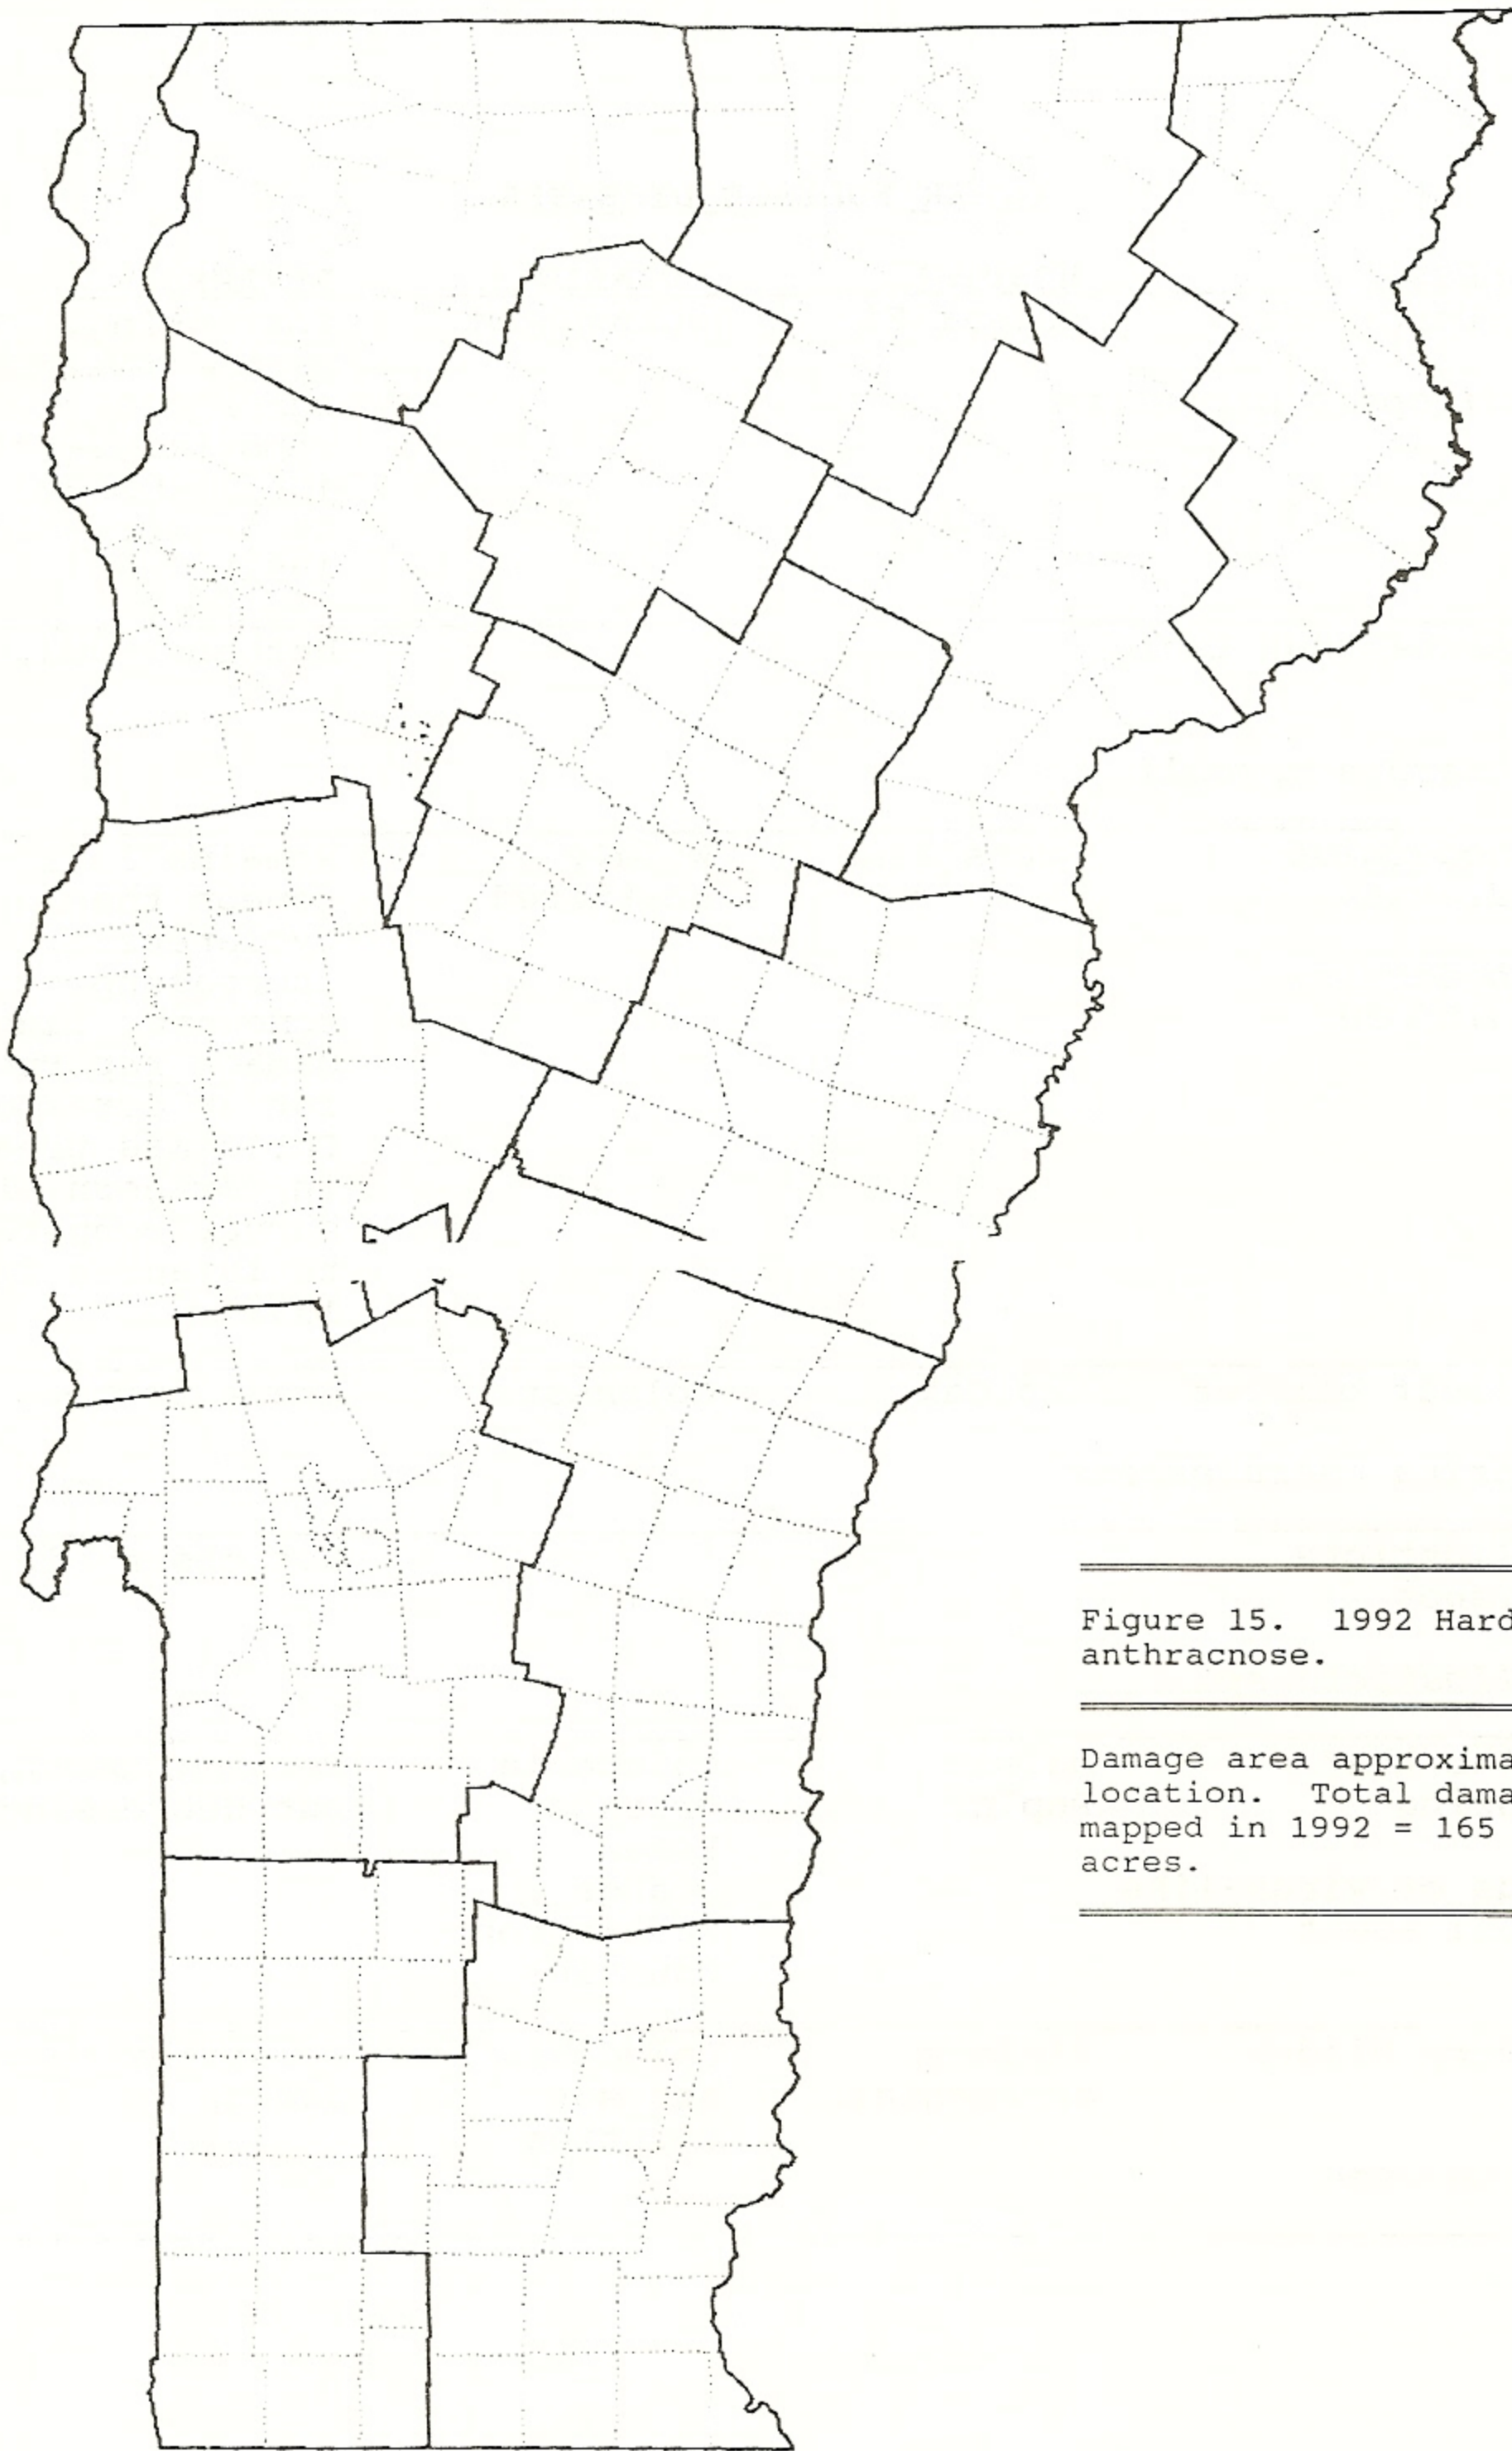 Figure 15.  1992 Hard
anthracnose.
Damage area approxima
location.  Total dama
mapped in 1992 = 165
acres.